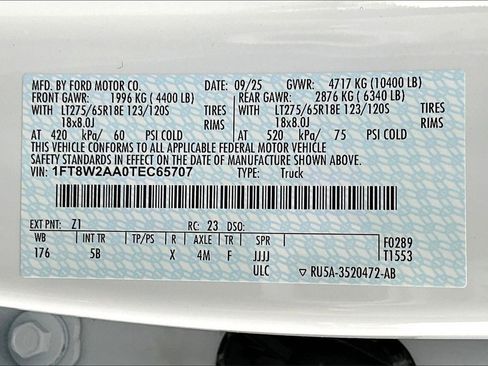 MFD. BY FORD MOTOR CO. DATE: 09/25 GVWR: 4717 KG (10400 LB)
FRONT GAWR: 1996 KG ( 4400 LB) REAR GAWR: 2876 KG ( 6340 LB)
WITH LT275/65R18E 123/120S TIRES WITH LT275/65R18E 123/120S TIRES
18x8.0J RIMS 18x8.0J RIMS
AT 420 kPa/ 60 PSI COLD AT 520 kPa/ 75 PSI COLD
THIS VEHICLE CONFORMS TO ALL APPLICABLE FEDERAL MOTOR VEHICLE
SAFETY STANDARDS IN EFFECT ON THE DATE OF MANUFACTURE SHOWN ABOVE.
VIN: 1FT8W2AA0TEC65707 TYPE: Truck
EXT PNT: Z1 RC: 23 DSO:
WB INT TR TP/PS R AXLE TR SPR F0289
176 5B X 4M F JJJJ T1553
ULC ▽ RU5A-3520472-AB